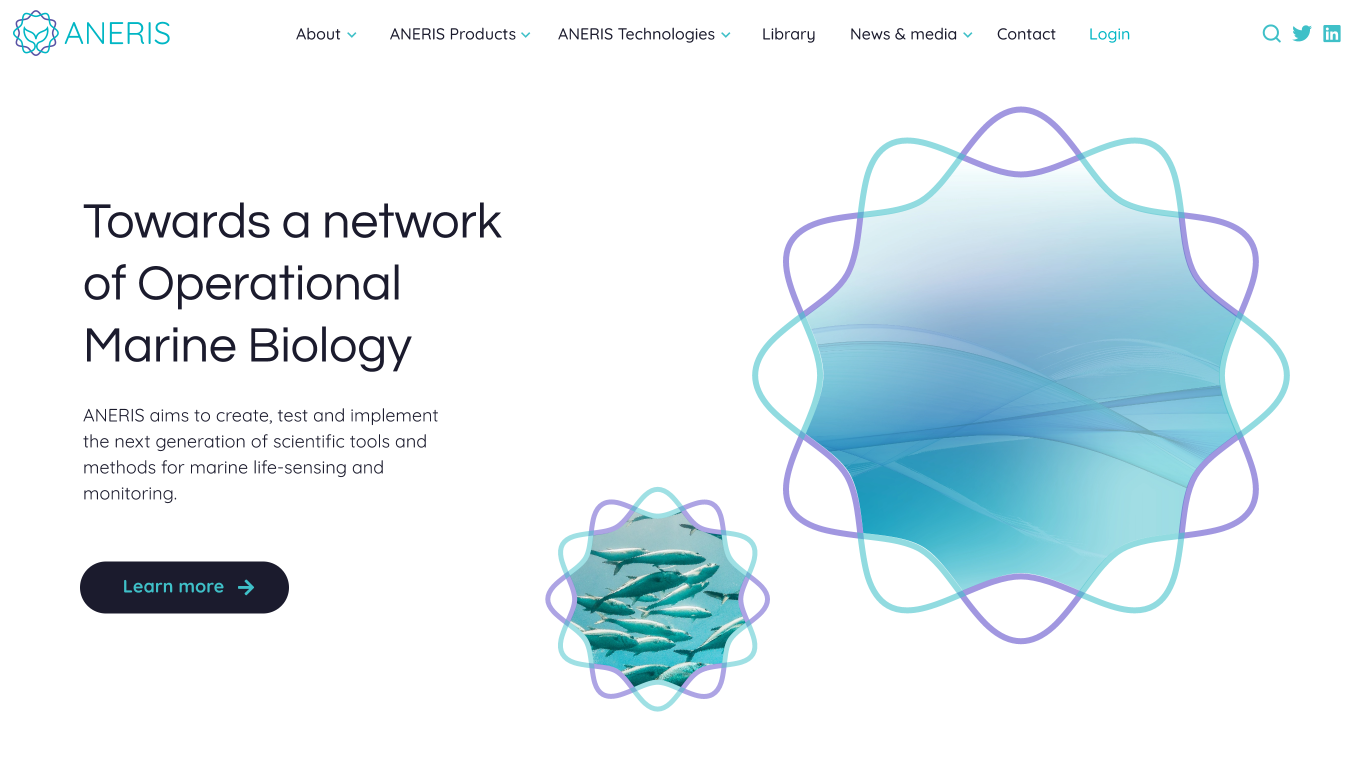 ANERIS
About
ANERIS Products
ANERIS Technologies
Library
News & media
Contact
Login
Towards a network
of Operational
Marine Biology
ANERIS aims to create, test and implement
the next generation of scientific tools and
methods for marine life-sensing and
monitoring.
Learn more